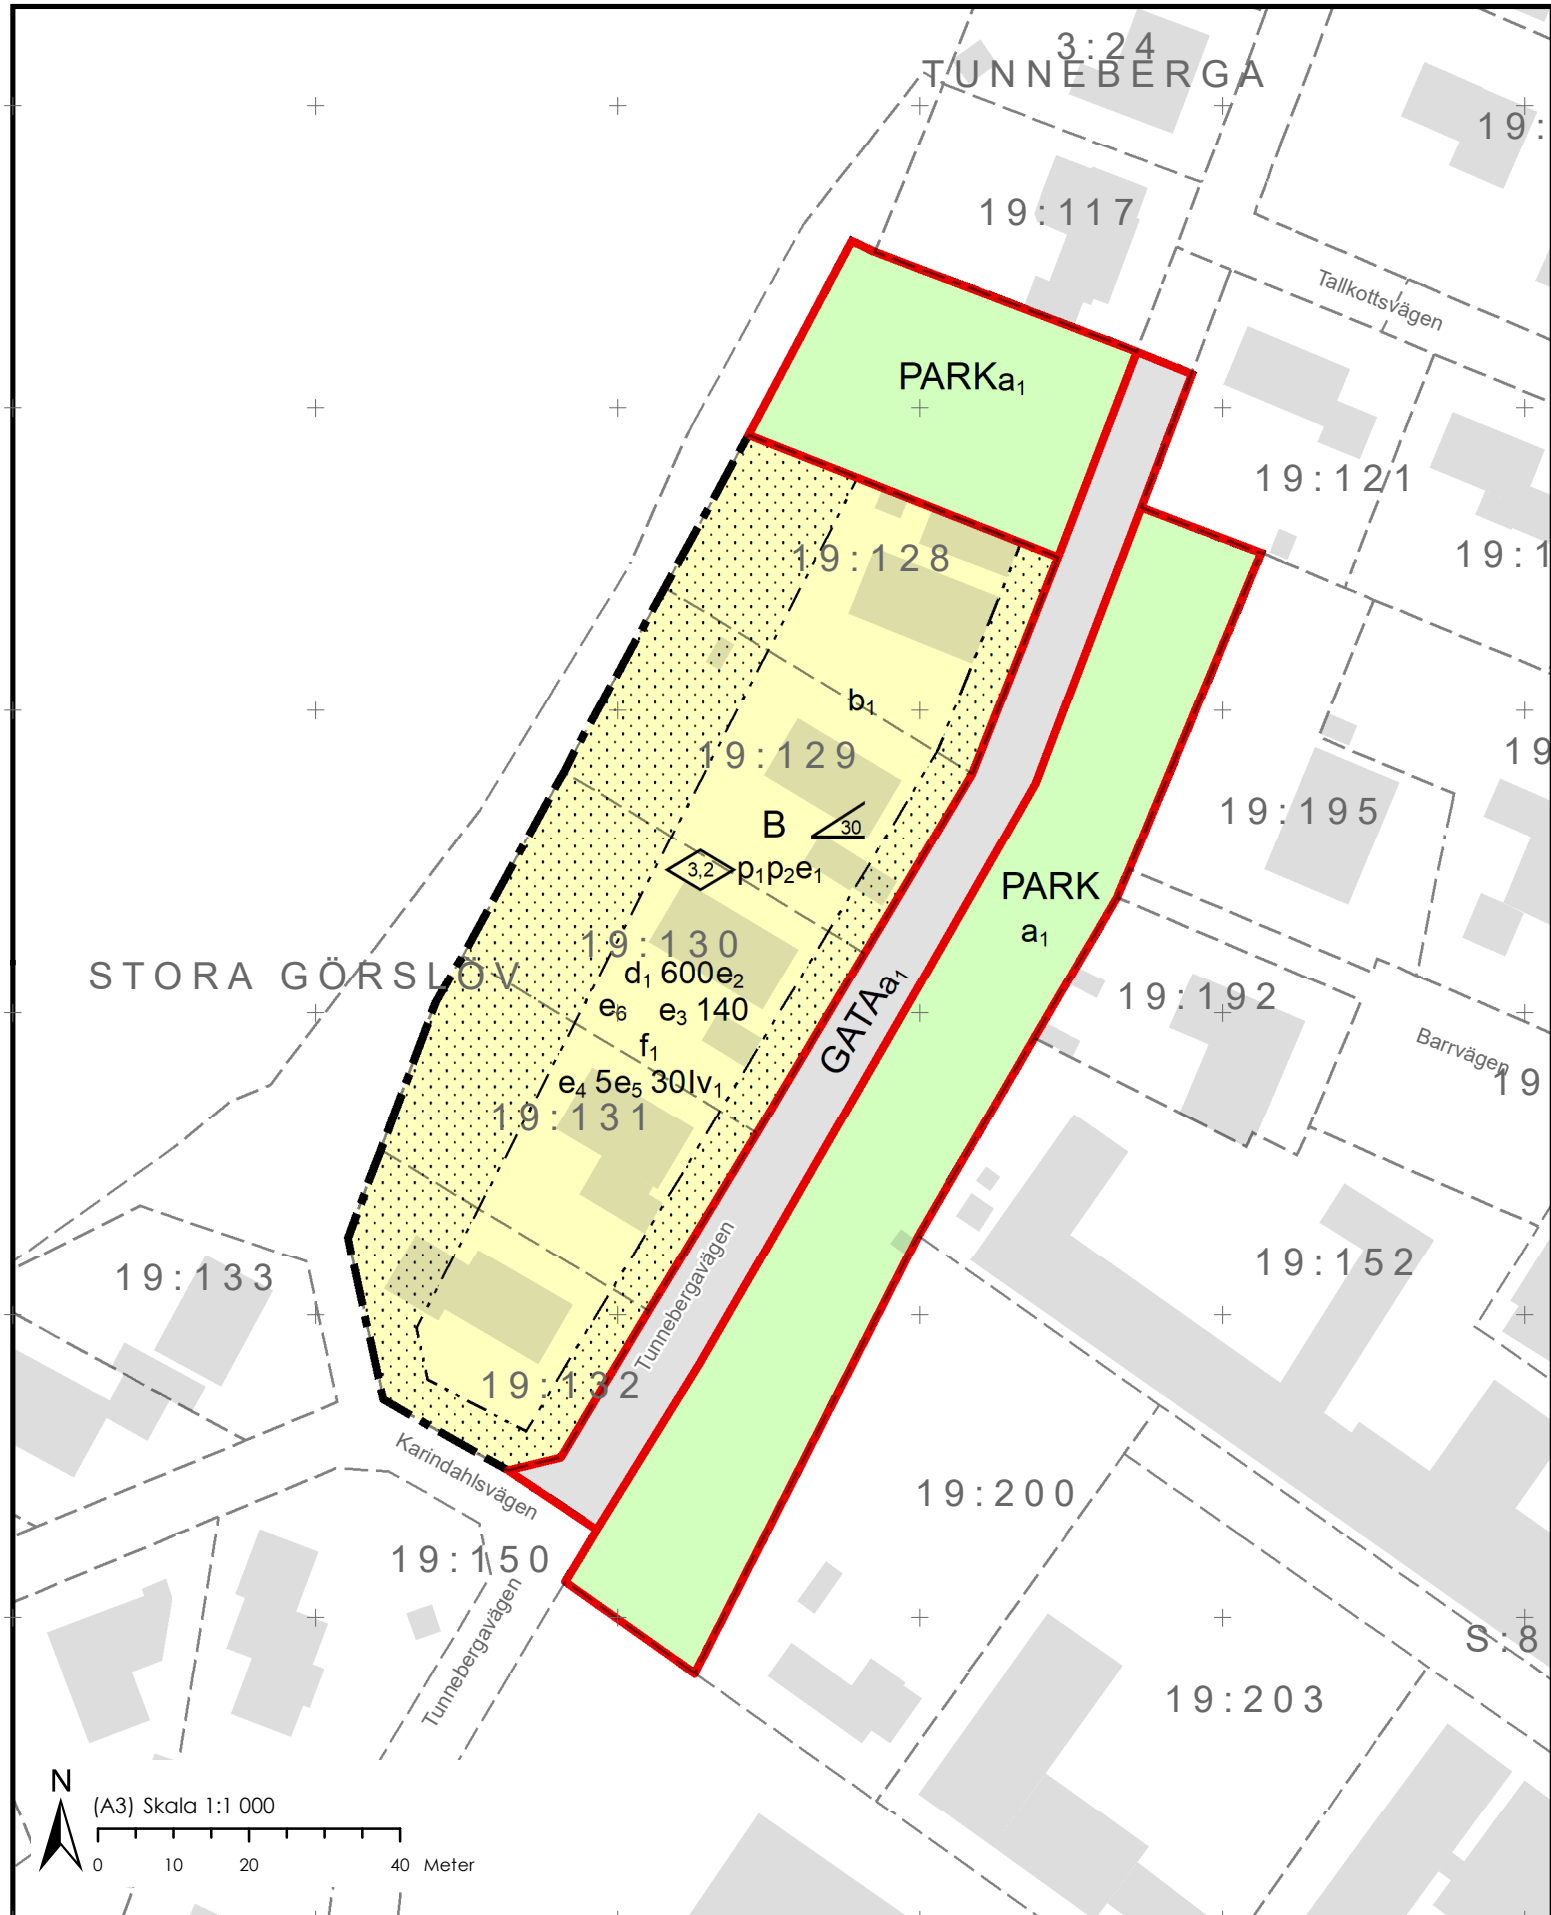 3:24
TUNNEBERGA
19:
19:117
Tallkottsvägen
PARKa₁
19:121
19:128
19:1
b₁
19:129
19
B 30
19:195
3,2 p₁p₂e₁
PARK
a₁
19:130
STORA GÖRSLÖV
d₁ 600e₂
e₆ e₃ 140
GATAa₁
19:192
f₁
Barrvägen
e₄ 5e₅ 30Iv₁
19
19:131
19:133
19:152
Tunnebergavägen
19:132
Karindahlsvägen
19:200
19:150
Tunnebergavägen
S:8
19:203
N
(A3) Skala 1:1 000
0 10 20 40 Meter